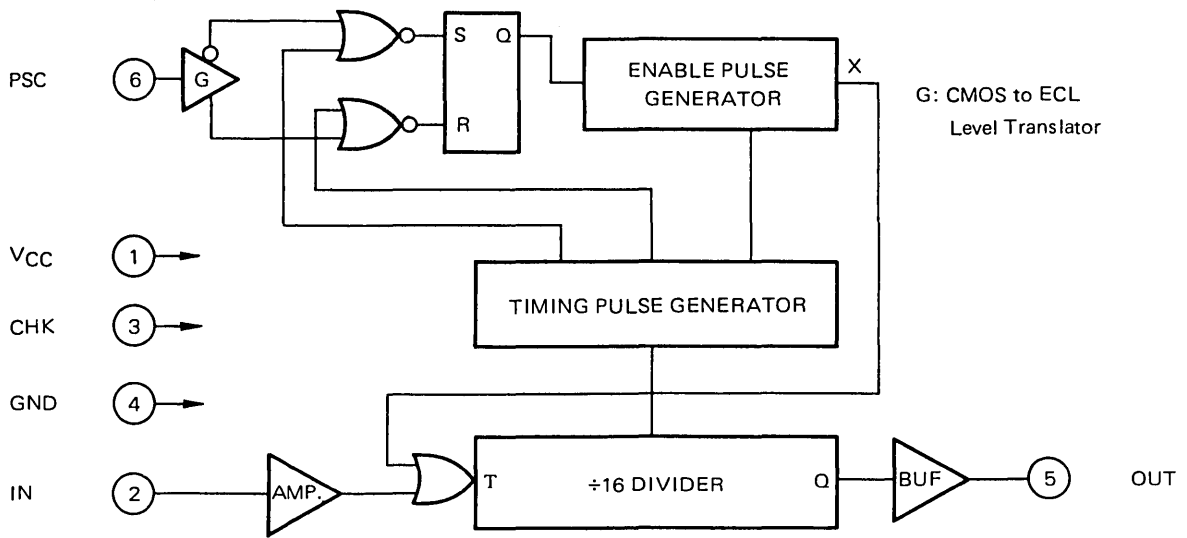 PSC
6
G
S
Q
R
ENABLE PULSE
GENERATOR
X
G: CMOS to ECL
Level Translator
VCC
1
CHK
3
TIMING PULSE GENERATOR
GND
4
IN
2
AMP.
T
÷16 DIVIDER
Q
BUF
5
OUT